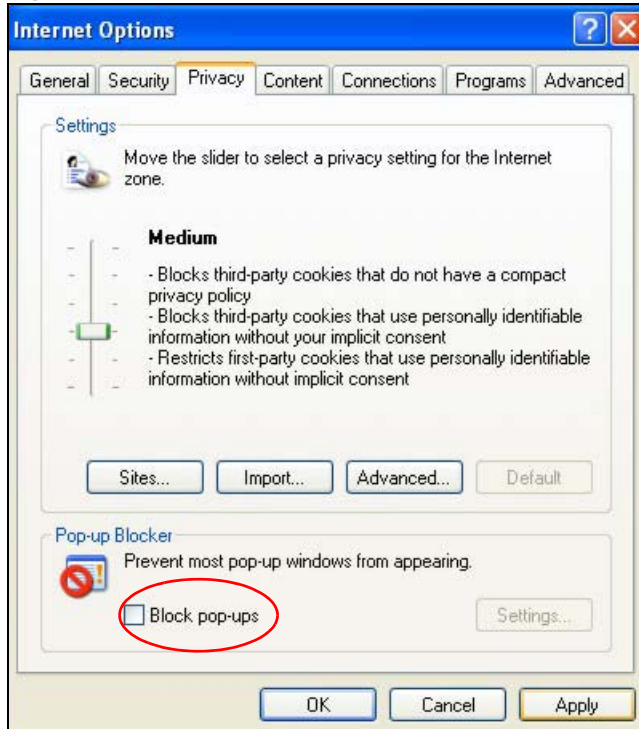 Internet Options
General Security Privacy Content Connections Programs Advanced
Settings
Move the slider to select a privacy setting for the Internet
zone.
Medium
- Blocks third-party cookies that do not have a compact
privacy policy
- Blocks third-party cookies that use personally identifiable
information without your implicit consent
- Restricts first-party cookies that use personally identifiable
information without implicit consent
Sites... Import... Advanced... Default
Pop-up Blocker
Prevent most pop-up windows from appearing.
Block pop-ups Settings...
OK Cancel Apply